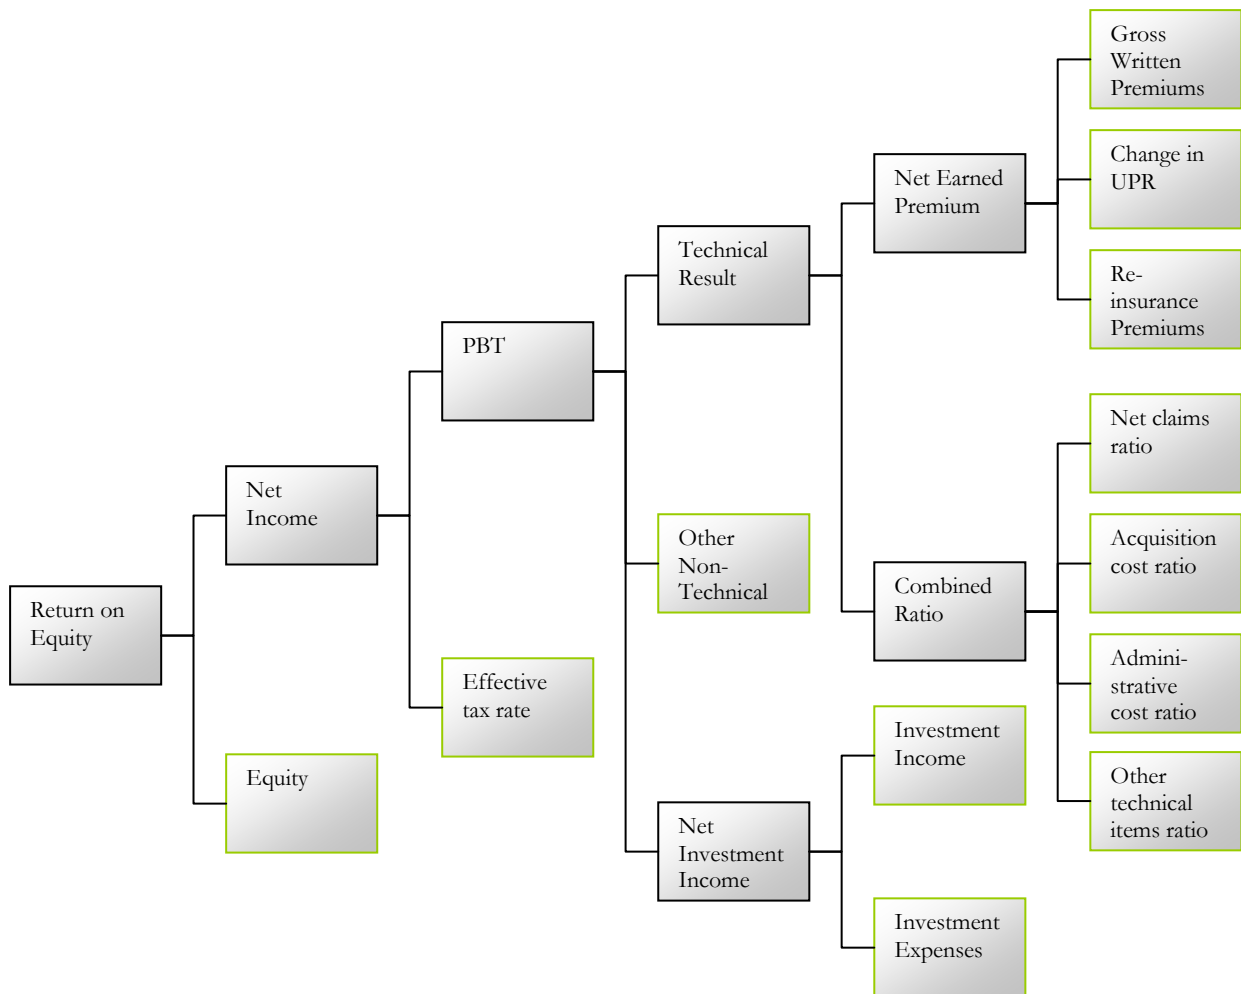 Gross
Written
Premiums
Change in
UPR
Net Earned
Premium
Re-
insurance
Premiums
Technical
Result
PBT
Net claims
ratio
Net
Income
Other
Non-
Technical
Acquisition
cost ratio
Combined
Ratio
Return on
Equity
Effective
tax rate
Admini-
strative
cost ratio
Investment
Income
Equity
Other
technical
items ratio
Net
Investment
Income
Investment
Expenses